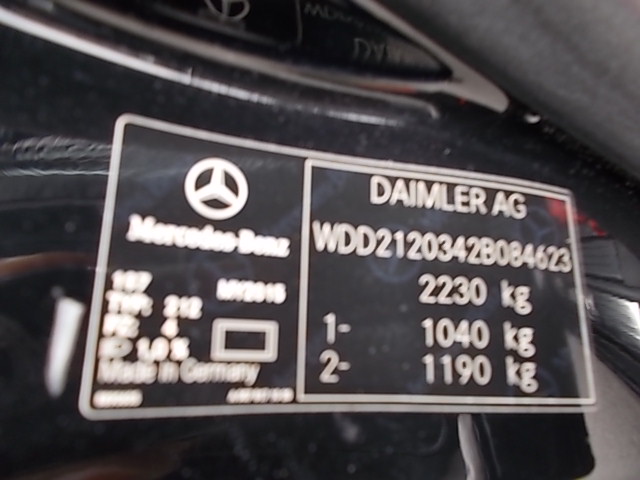 Mercedes-Benz
DAIMLER AG
WDD2120342B084623
2230 kg
1- 1040 kg
2- 1190 kg
TYP: 212
Made in Germany